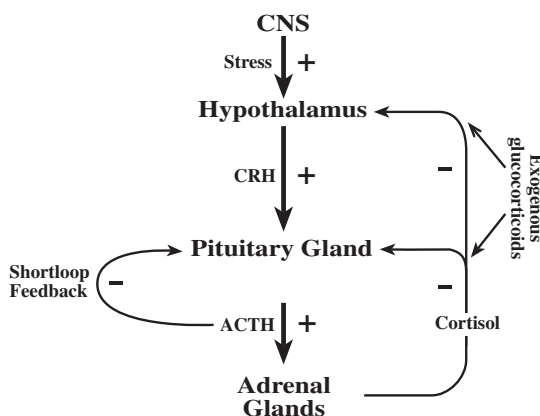 CNS
Stress +
Hypothalamus
CRH +
-
Exogenous
glucocorticoids
Pituitary Gland
Shortloop
Feedback
-
-
ACTH +
Cortisol
Adrenal
Glands